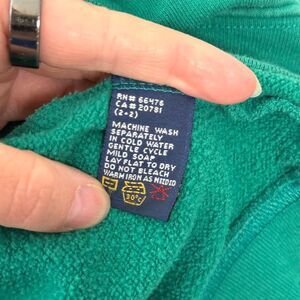 RN# 66476
CA# 20781
(2+2)
MACHINE WASH
SEPARATELY
IN COLD WATER
GENTLE CYCLE
MILD SOAP
LAY FLAT TO DRY
DO NOT BLEACH
WARM IRON AS NEEDED
30°C